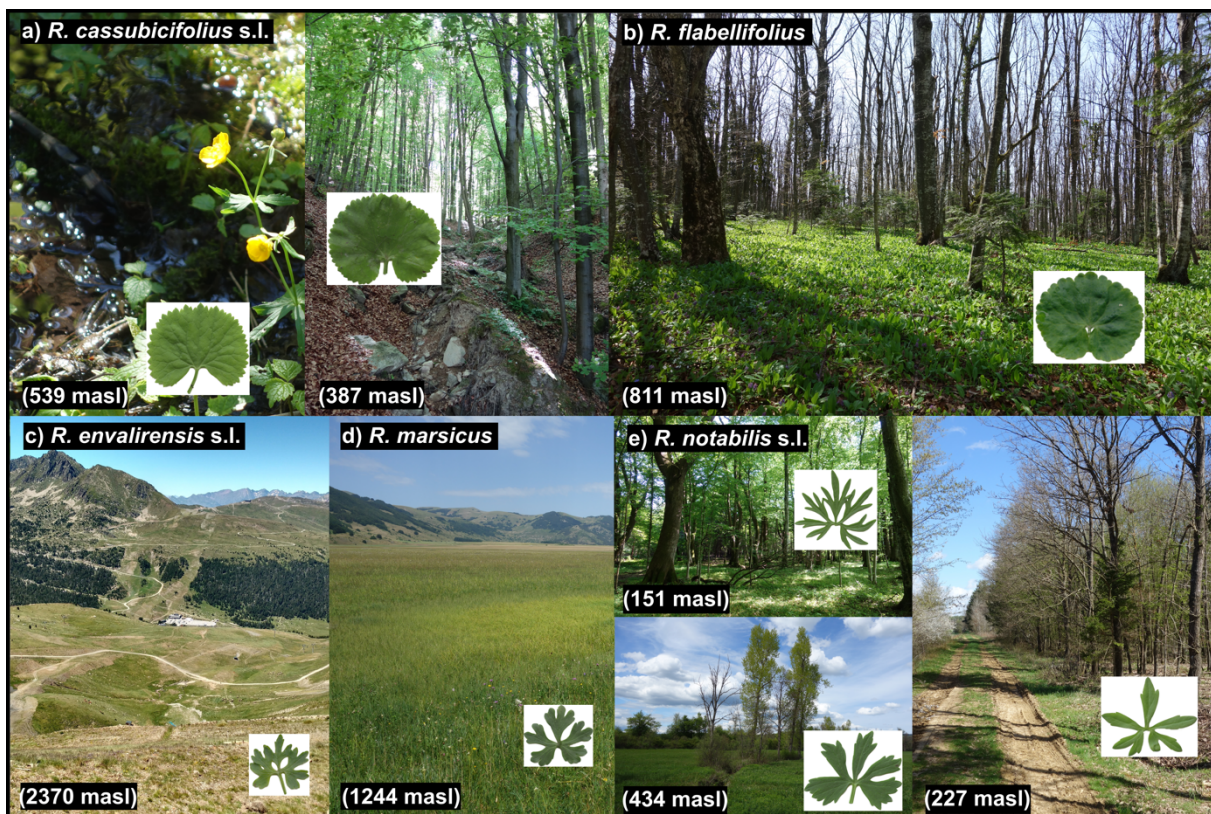 a) R. cassubicifolius s.l.
b) R. flabellifolius
(539 masl)
(387 masl)
(811 masl)
c) R. envalirensis s.l.
d) R. marsicus
e) R. notabilis s.l.
(151 masl)
(2370 masl)
(1244 masl)
(434 masl)
(227 masl)